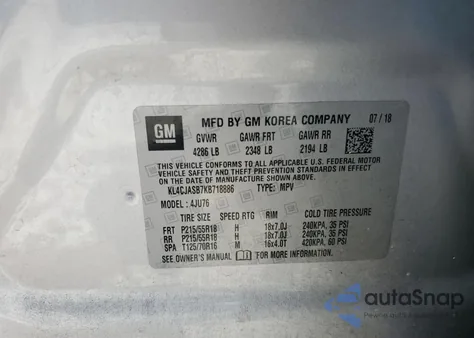 GM
MFD BY GM KOREA COMPANY 07/18
GVWR GAWR FRT GAWR RR
4286 LB 2348 LB 2194 LB
THIS VEHICLE CONFORMS TO ALL APPLICABLE U.S. FEDERAL MOTOR
VEHICLE SAFETY, BUMPER, AND THEFT PREVENTION STANDARDS
IN EFFECT ON THE DATE OF MANUFACTURE SHOWN ABOVE.
KL4CJASB7KB718886 TYPE: MPV
MODEL: 4JU76
TIRE SIZE SPEED RTG RIM COLD TIRE PRESSURE
FRT P215/55R18 H 18x7.0J 240KPA, 35 PSI
RR P215/55R18 H 18x7.0J 240KPA, 35 PSI
SPA T125/70R16 M 16x4.0T 420KPA, 60 PSI
SEE OWNER'S MANUAL FOR MORE INFORMATION.
autoSnap